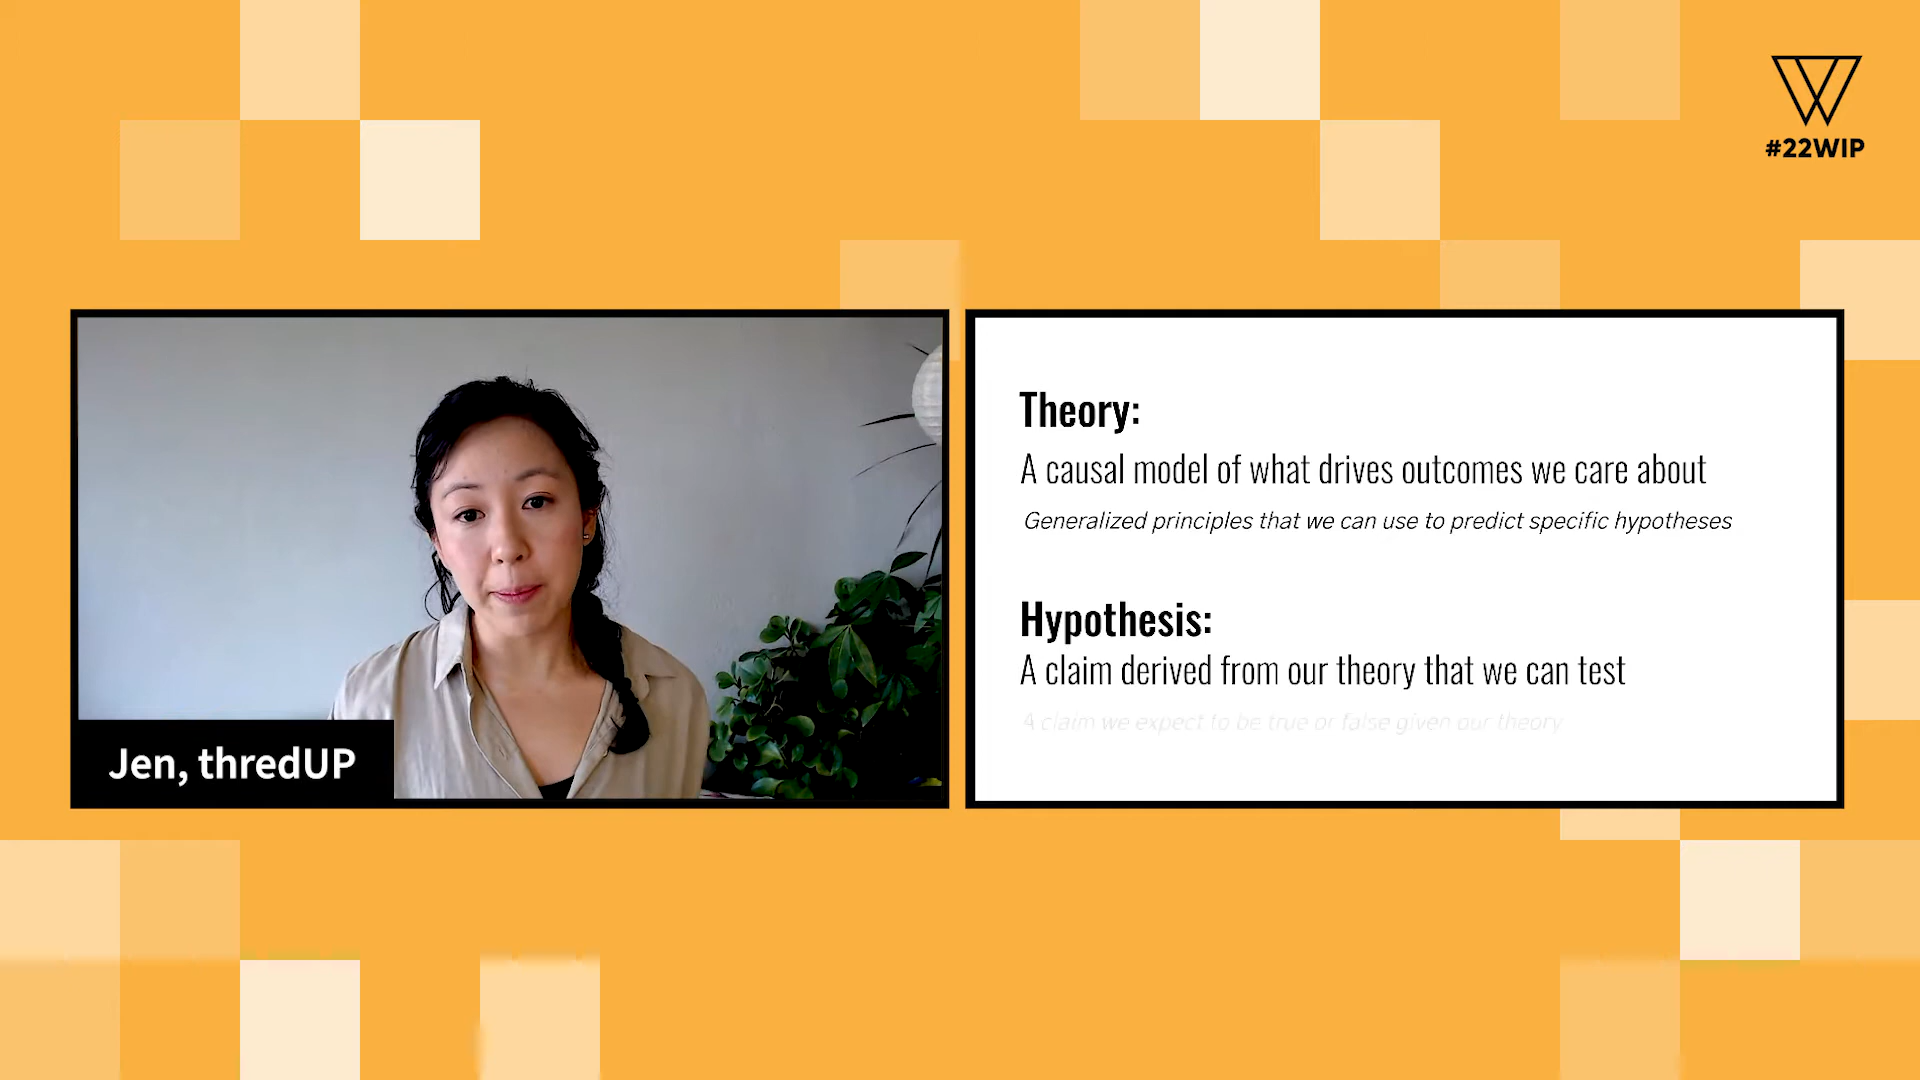 #22WIP
Theory:
A causal model of what drives outcomes we care about
Generalized principles that we can use to predict specific hypotheses
Hypothesis:
A claim derived from our theory that we can test
A claim we expect to be true or false given our theory
Jen, thredUP